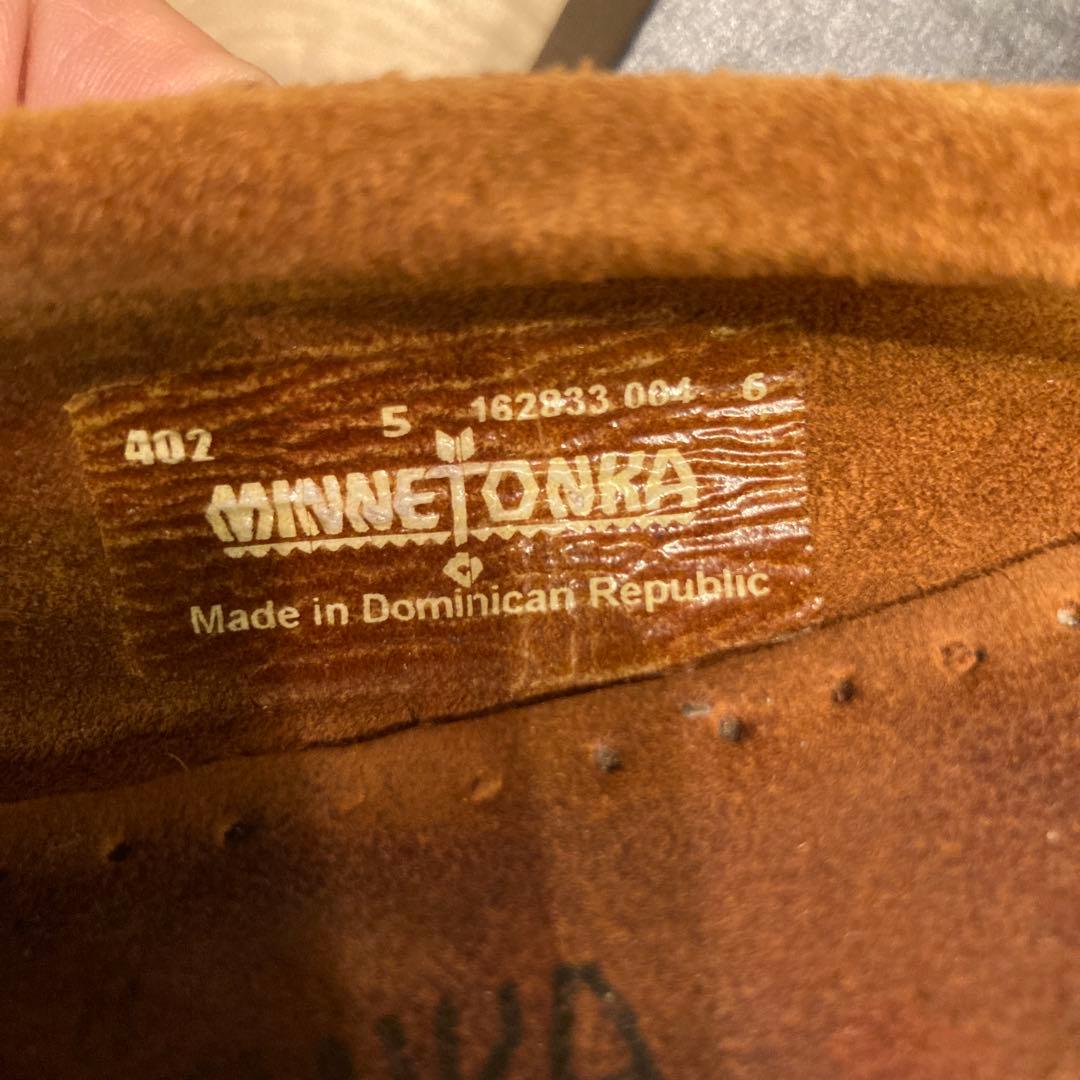 402 5 162833 004 6
MINNETONKA
Made in Dominican Republic